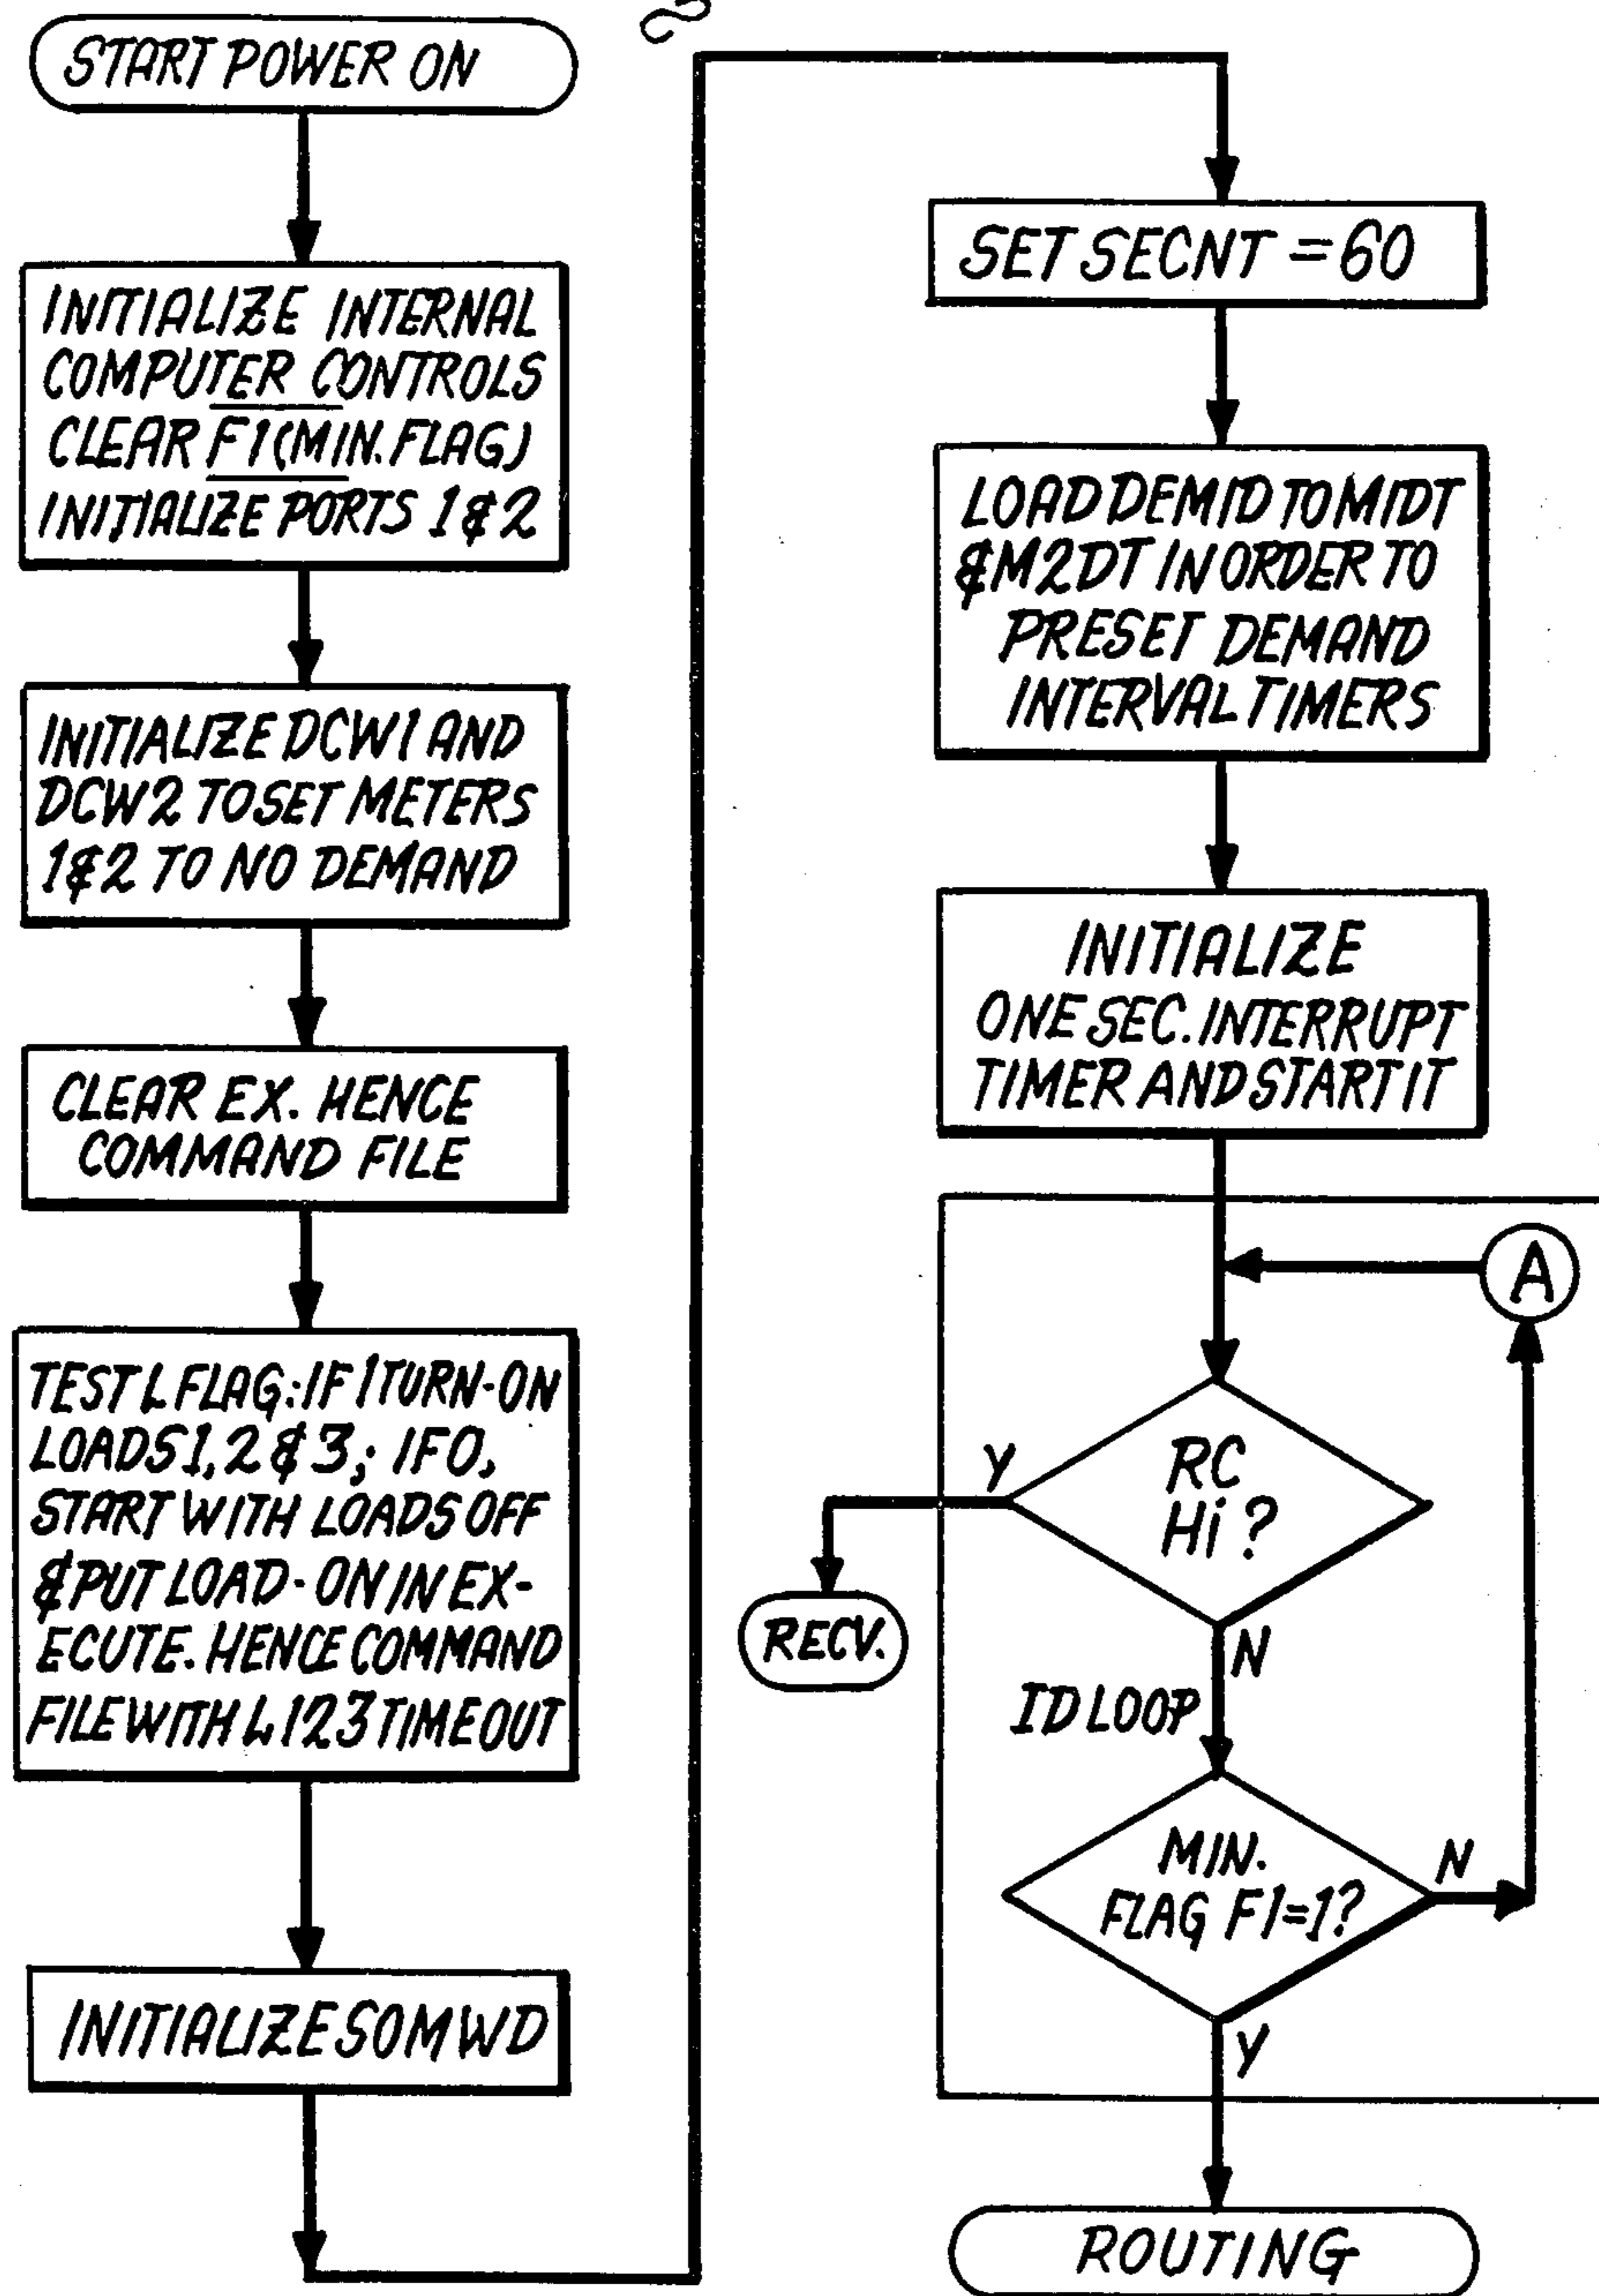 START POWER ON
INITIALIZE INTERNAL
COMPUTER CONTROLS
CLEAR F1(MIN. FLAG)
INITIALIZE PORTS 1&2
INITIALIZE DCW1 AND
DCW2 TO SET METERS
1&2 TO NO DEMAND
CLEAR EX. HENCE
COMMAND FILE
TEST L FLAG: IF 1 TURN-ON
LOADS 1, 2 & 3; IF 0,
START WITH LOADS OFF
& PUT LOAD-ON IN EX-
ECUTE. HENCE COMMAND
FILE WITH L123 TIMEOUT
INITIALIZE SOMWD
SET SECNT = 60
LOAD DEMID TO MIDT
& M2DT IN ORDER TO
PRESET DEMAND
INTERVAL TIMERS
INITIALIZE
ONE SEC. INTERRUPT
TIMER AND START IT
A
RC
Hi ?
Y
RECV.
N
ID LOOP
MIN.
FLAG F1=1?
N
Y
ROUTING